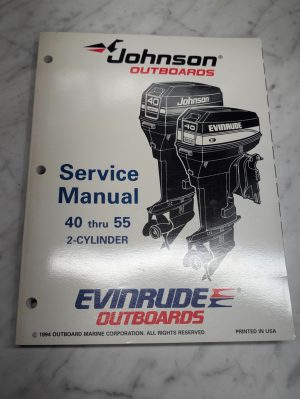 Johnson®
OUTBOARDS
40
Johnson
40
EVINRUDE
Service
Manual
40 thru 55
2-CYLINDER
EVINRUDE
OUTBOARDS
© 1994 OUTBOARD MARINE CORPORATION. ALL RIGHTS RESERVED.
PRINTED IN USA